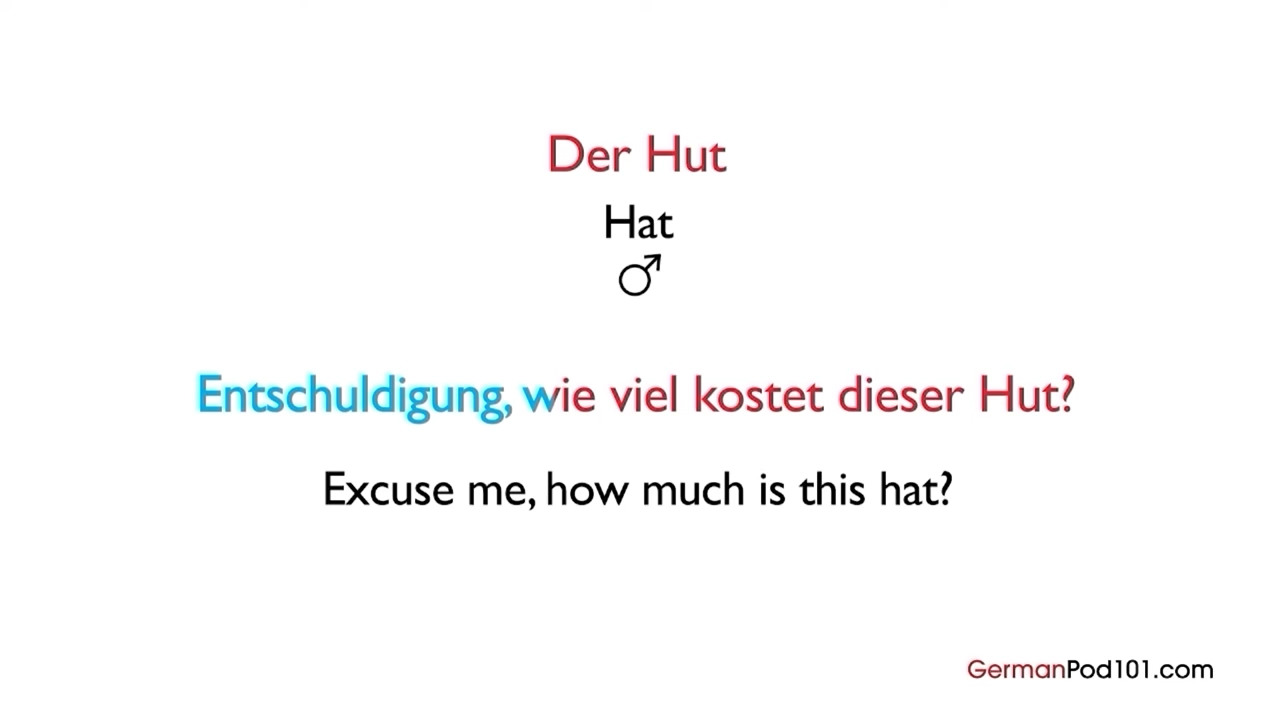 Der Hut
Hat
♂
Entschuldigung, wie viel kostet dieser Hut?
Excuse me, how much is this hat?
GermanPod101.com